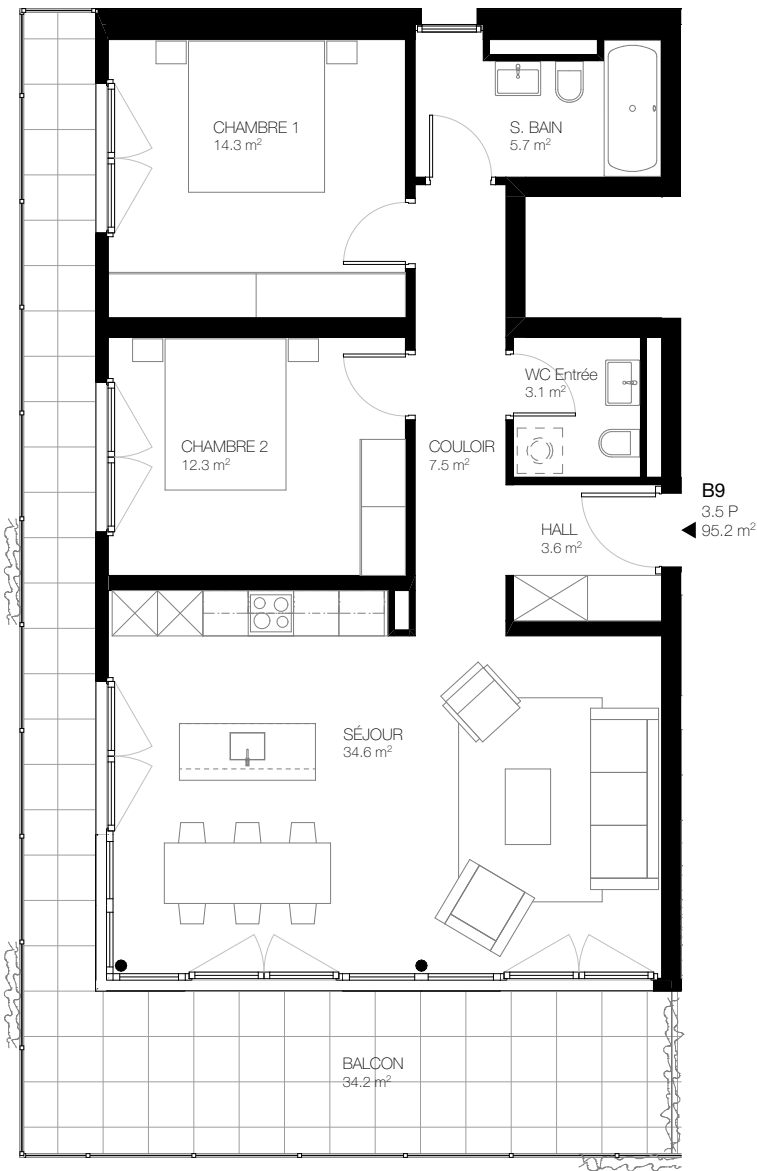 CHAMBRE 1
14.3 m²
S. BAIN
5.7 m²
WC Entrée
3.1 m²
CHAMBRE 2
12.3 m²
COULOIR
7.5 m²
B9
3.5 P
95.2 m²
HALL
3.6 m²
SÉJOUR
34.6 m²
BALCON
34.2 m²